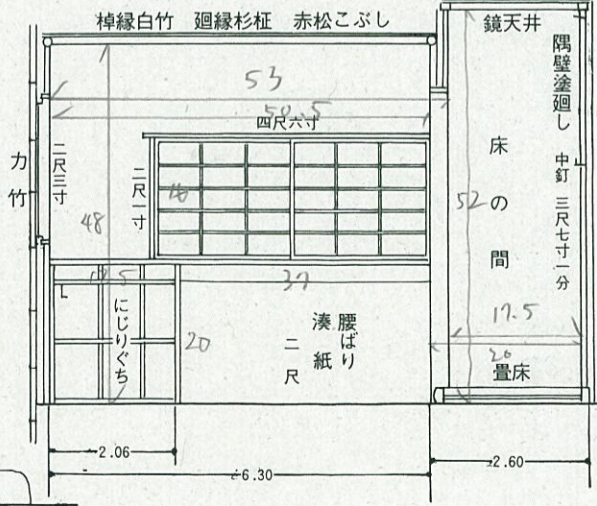 棹縁白竹 廻縁杉柾 赤松こぶし
鏡天井
隅壁塗廻し 中釘 三尺七寸一分
53
50.5
四尺六寸
力竹
二尺三寸
二尺一寸
16
48
床の間
52
37
にじりぐち
20
腰ばり
湊紙
二尺
17.5
20
畳床
2.06
6.30
2.60